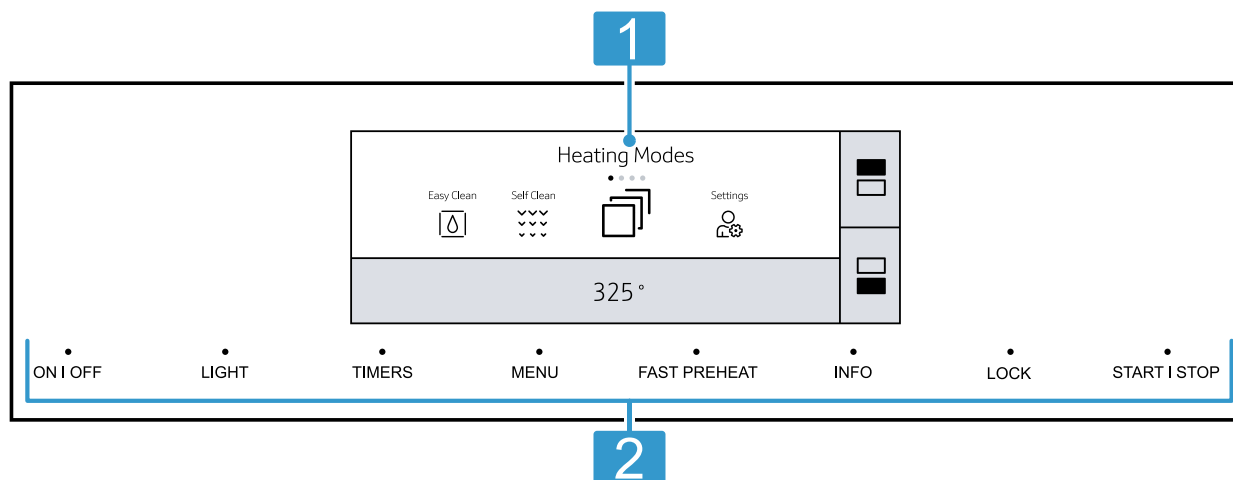 1
Heating Modes
Easy Clean Self Clean Settings
325°
ON I OFF LIGHT TIMERS MENU FAST PREHEAT INFO LOCK START I STOP
2